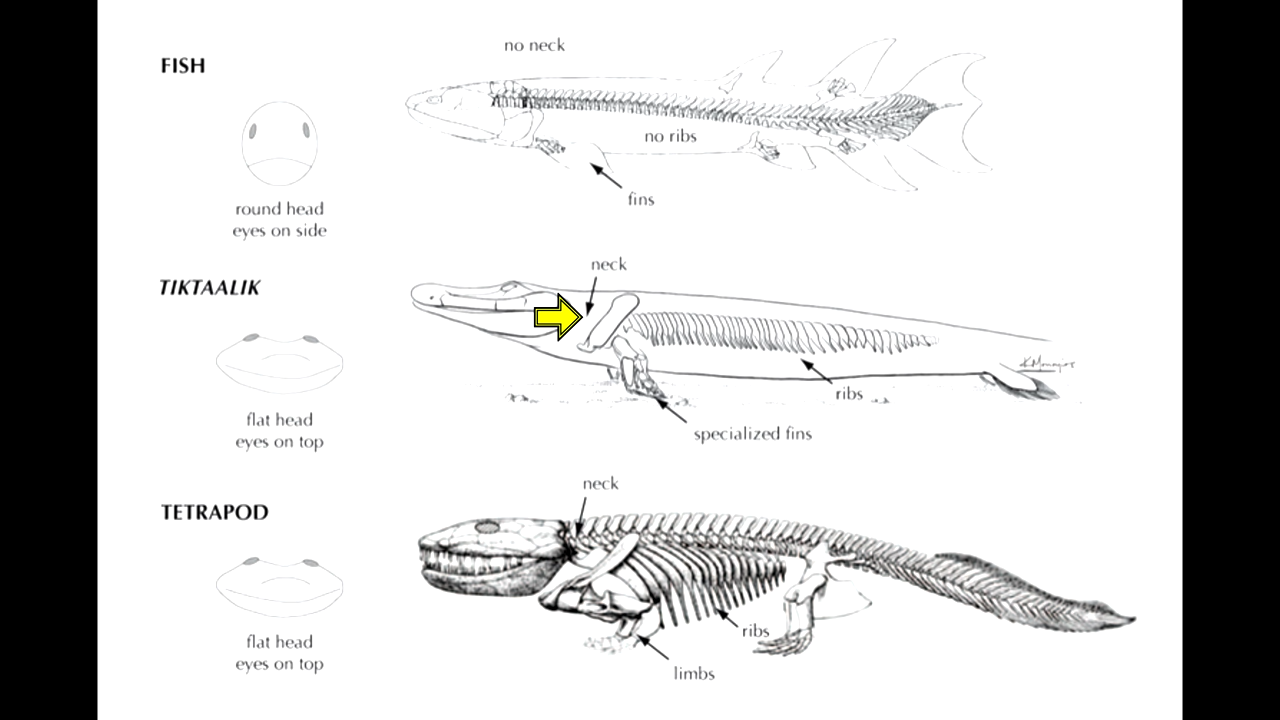 FISH
no neck
no ribs
fins
round head
eyes on side
TIKTAALIK
neck
ribs
specialized fins
flat head
eyes on top
TETRAPOD
neck
ribs
limbs
flat head
eyes on top